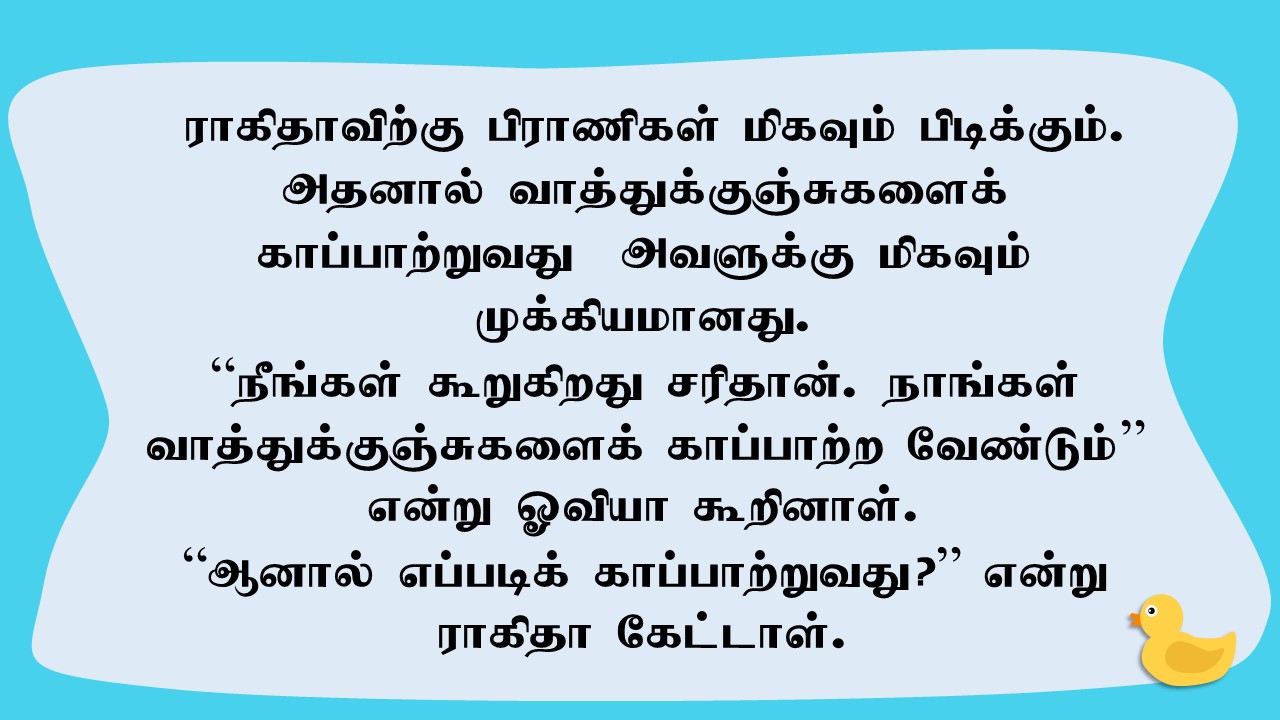 ராகிதாவிற்கு பிராணிகள் மிகவும் பிடிக்கும்.
அதனால் வாத்துக்குஞ்சுகளைக்
காப்பாற்றுவது அவளுக்கு மிகவும்
முக்கியமானது.
“நீங்கள் கூறுகிறது சரிதான். நாங்கள்
வாத்துக்குஞ்சுகளைக் காப்பாற்ற வேண்டும்”
என்று ஓவியா கூறினாள்.
“ஆனால் எப்படிக் காப்பாற்றுவது?” என்று
ராகிதா கேட்டாள்.